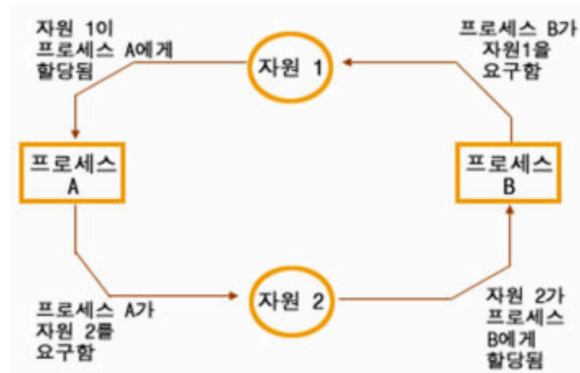 자원 1이
프로세스 A에게
할당됨
자원 1
프로세스 B가
자원1을
요구함
프로세스
A
프로세스
B
프로세스 A가
자원 2를
요구함
자원 2
자원 2가
프로세스
B에게
할당됨